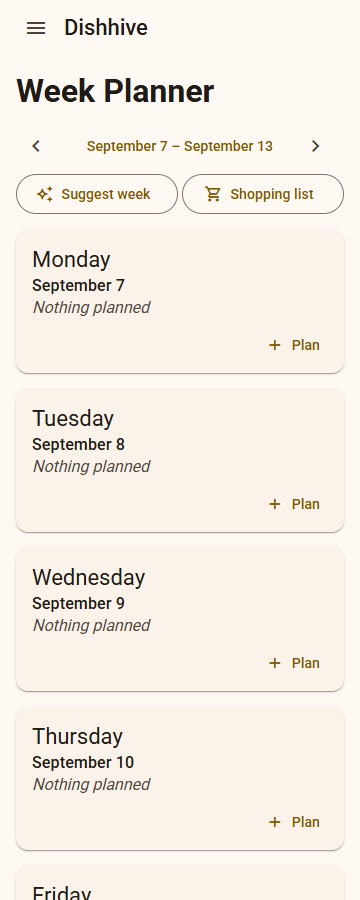 Dishhive
Week Planner
September 7 – September 13
Suggest week
Shopping list
Monday
September 7
Nothing planned
Plan
Tuesday
September 8
Nothing planned
Plan
Wednesday
September 9
Nothing planned
Plan
Thursday
September 10
Nothing planned
Plan
Friday